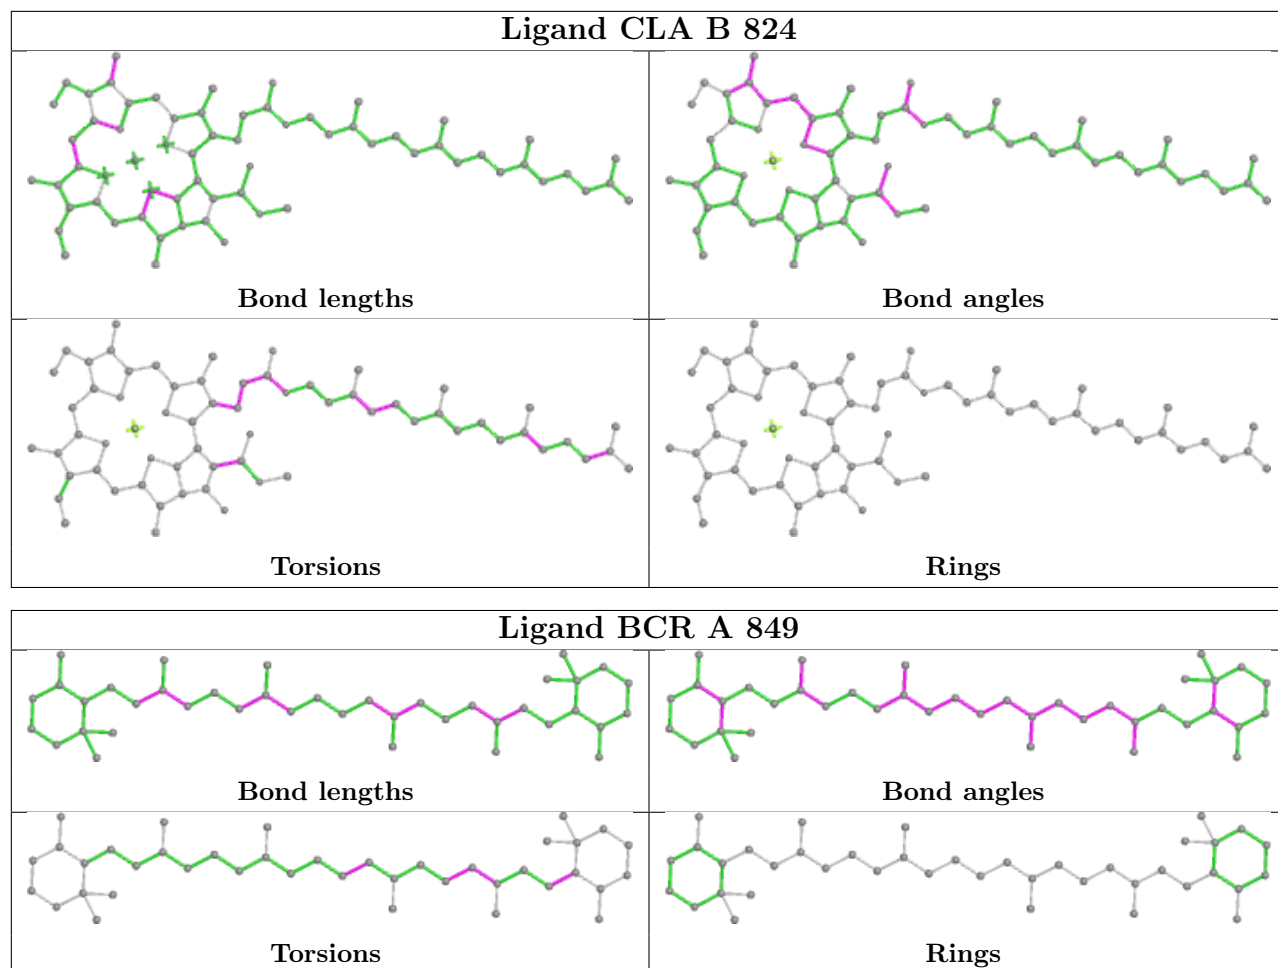 Ligand CLA B 824
Bond lengths
Bond angles
Torsions
Rings
Ligand BCR A 849
Bond lengths
Bond angles
Torsions
Rings